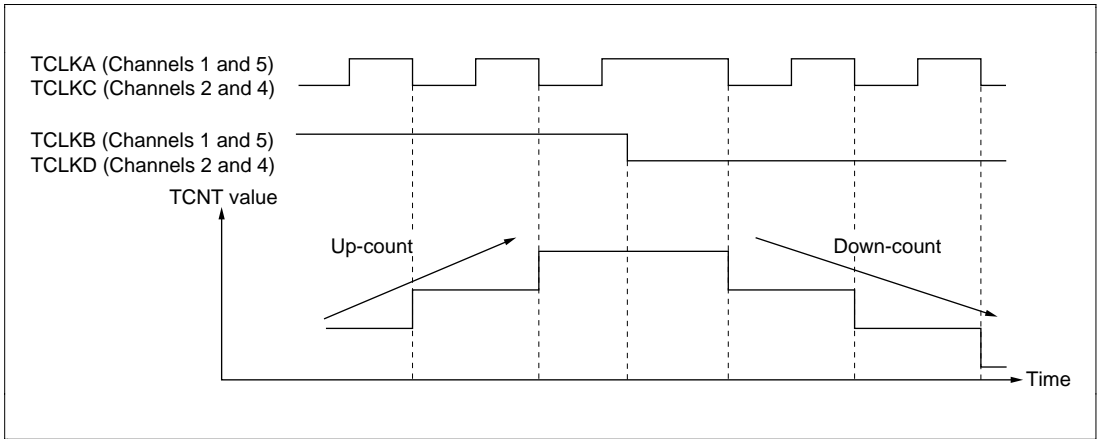 TCLKA (Channels 1 and 5)
TCLKC (Channels 2 and 4)
TCLKB (Channels 1 and 5)
TCLKD (Channels 2 and 4)
TCNT value
Up-count
Down-count
Time